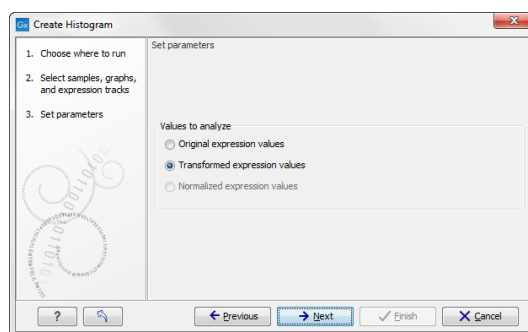 Gx Create Histogram
1. Choose where to run
2. Select samples, graphs,
and expression tracks
3. Set parameters
Set parameters
Values to analyze
Original expression values
Transformed expression values
Normalized expression values
? Previous Next Finish Cancel